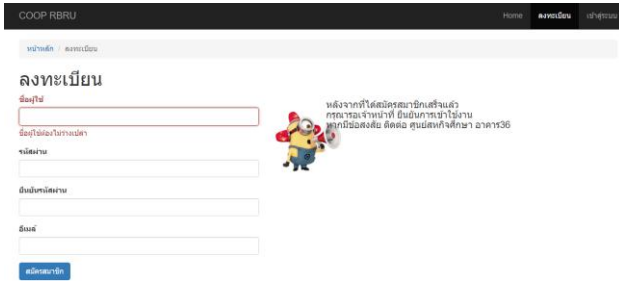 COOP RBRU
Home ลงทะเบียน เข้าสู่ระบบ
หน้าหลัก / ลงทะเบียน
ลงทะเบียน
ชื่อผู้ใช้
ชื่อผู้ใช้ต้องไม่ว่างเปล่า
รหัสผ่าน
ยืนยันรหัสผ่าน
อีเมล์
สมัครสมาชิก
หลังจากที่ได้สมัครสมาชิกเสร็จแล้ว
กรุณารอเจ้าหน้าที่ ยืนยันการเข้าใช้งาน
หากมีข้อสงสัย ติดต่อ ศูนย์สหกิจศึกษา อาคาร36